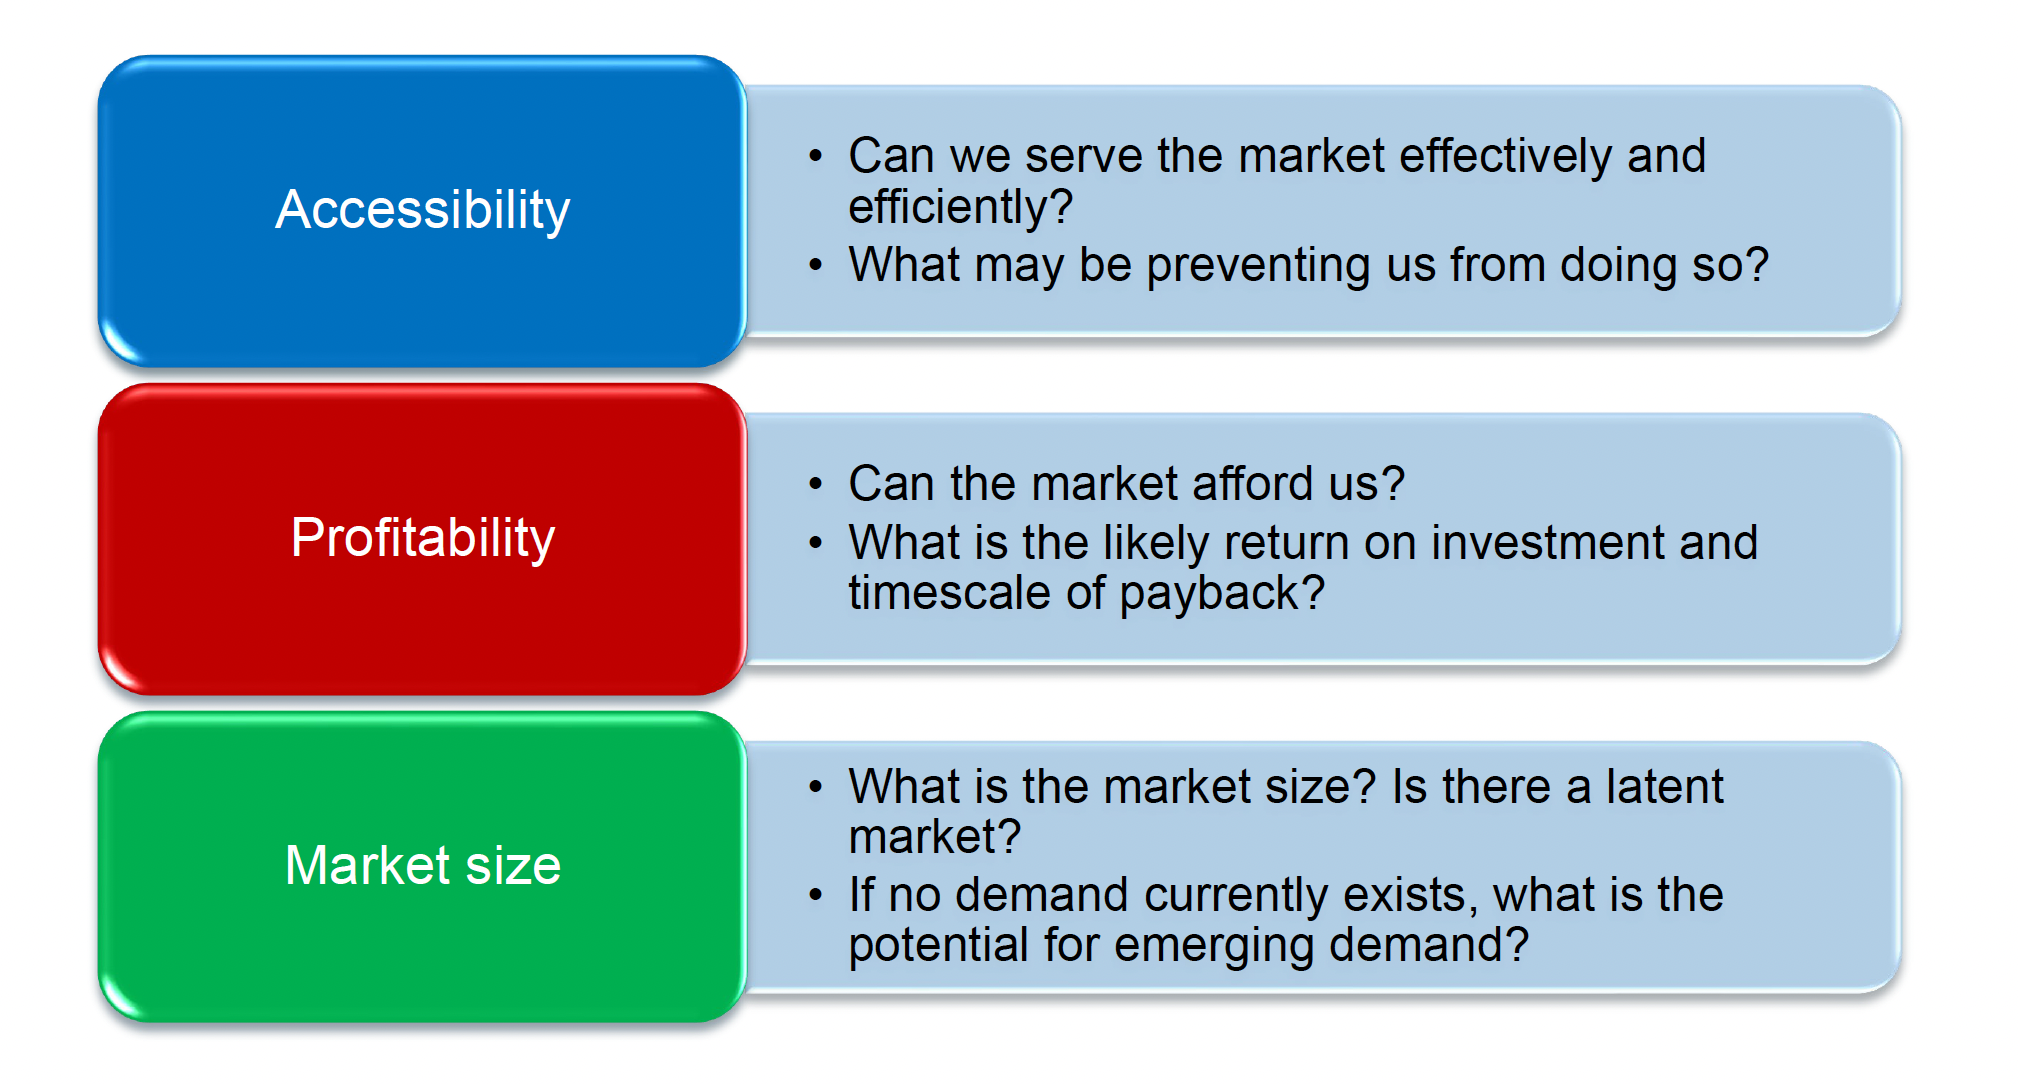 Accessibility
• Can we serve the market effectively and
efficiently?
• What may be preventing us from doing so?
Profitability
• Can the market afford us?
• What is the likely return on investment and
timescale of payback?
Market size
• What is the market size? Is there a latent
market?
• If no demand currently exists, what is the
potential for emerging demand?